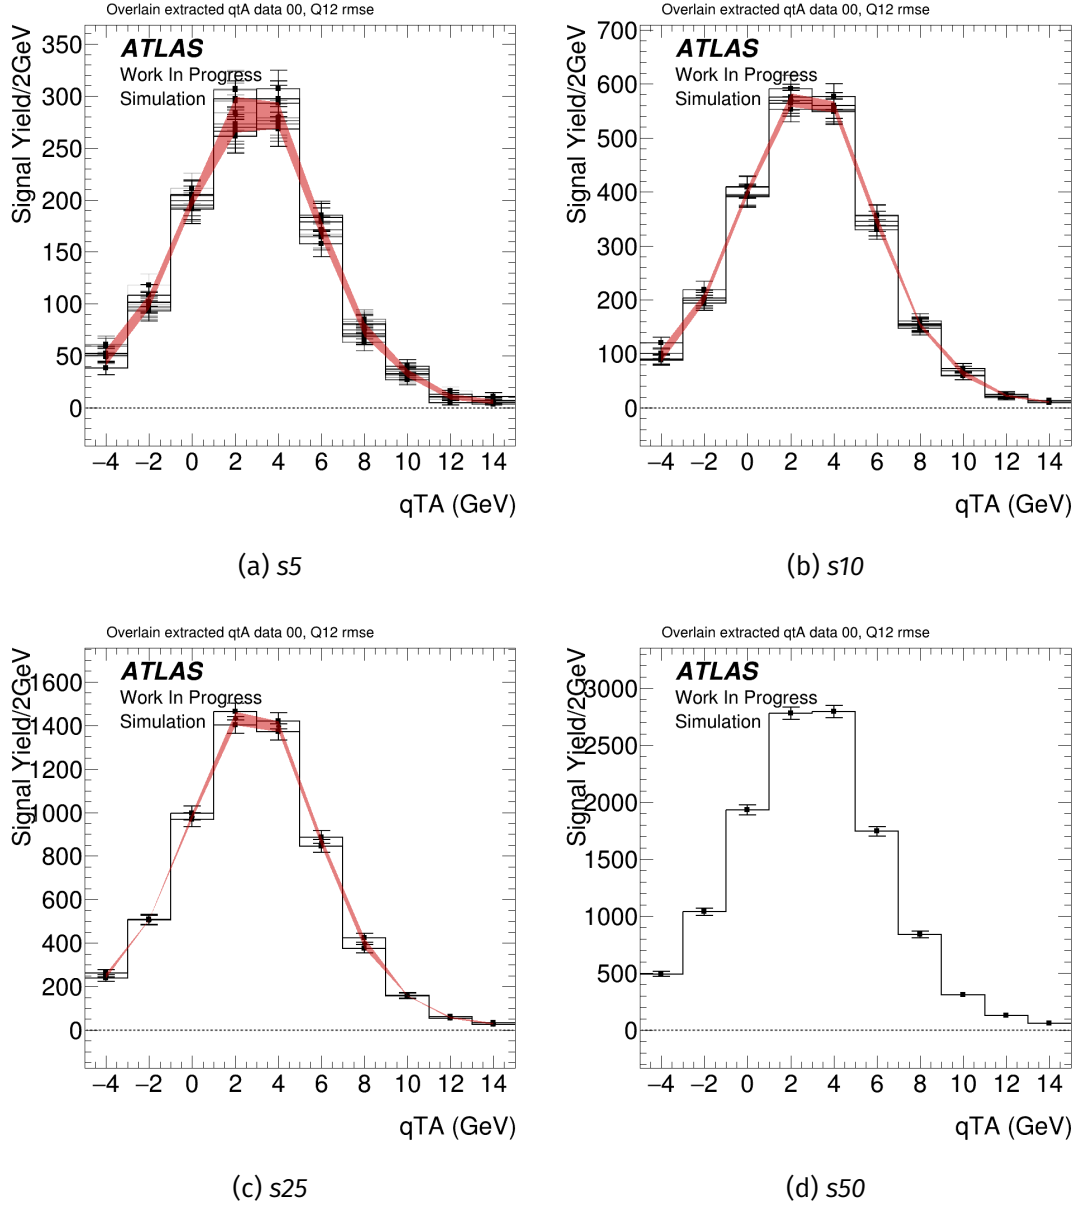 Overlain extracted qtA data 00, Q12 rmse
Signal Yield/2GeV
ATLAS
Work In Progress
Simulation
350
300
250
200
150
100
50
0
−4 −2 0 2 4 6 8 10 12 14
qTA (GeV)
(a) s5
Overlain extracted qtA data 00, Q12 rmse
Signal Yield/2GeV
ATLAS
Work In Progress
Simulation
700
600
500
400
300
200
100
0
−4 −2 0 2 4 6 8 10 12 14
qTA (GeV)
(b) s10
Overlain extracted qtA data 00, Q12 rmse
Signal Yield/2GeV
ATLAS
Work In Progress
Simulation
1600
1400
1200
1000
800
600
400
200
0
−4 −2 0 2 4 6 8 10 12 14
qTA (GeV)
(c) s25
Overlain extracted qtA data 00, Q12 rmse
Signal Yield/2GeV
ATLAS
Work In Progress
Simulation
3000
2500
2000
1500
1000
500
0
−4 −2 0 2 4 6 8 10 12 14
qTA (GeV)
(d) s50